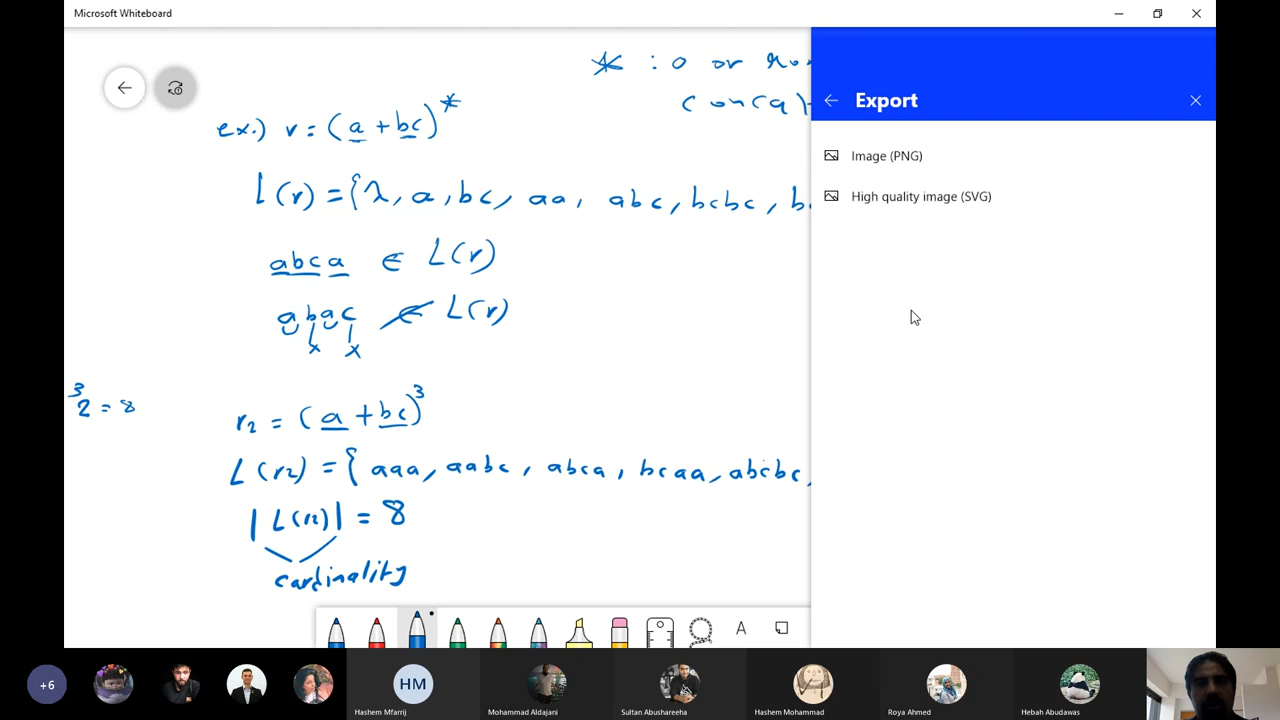 Microsoft Whiteboard
* : 0 or
ex.) r = (a + bc)*
L(r) = {λ, a, bc, aa, abc, bcbc,
abca ∈ L(r)
abac ∉ L(r)
x x
2³ = 8
r₂ = (a + bc)³
L(r₂) = { aaa, aabc, abca, bcaa, abcbc,
|L(r₂)| = 8
cardinality
Export
Image (PNG)
High quality image (SVG)
A
+6
HM
Hashem Mfarrij
Mohammad Aldajani
Sultan Abushareeha
Hashem Mohammad
Roya Ahmed
Hebah Abudawas